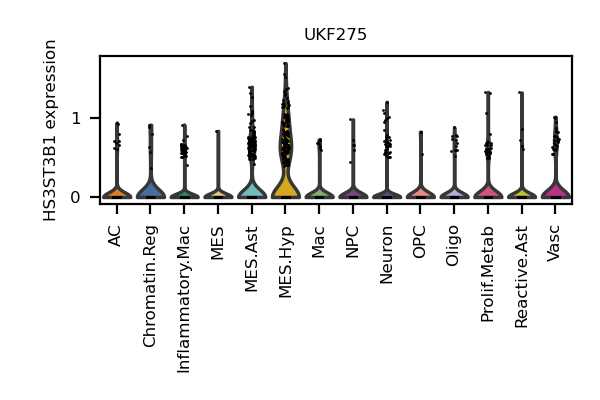 UKF275
HS3ST3B1 expression
1
0
AC
Chromatin.Reg
Inflammatory.Mac
MES
MES.Ast
MES.Hyp
Mac
NPC
Neuron
OPC
Oligo
Prolif.Metab
Reactive.Ast
Vasc